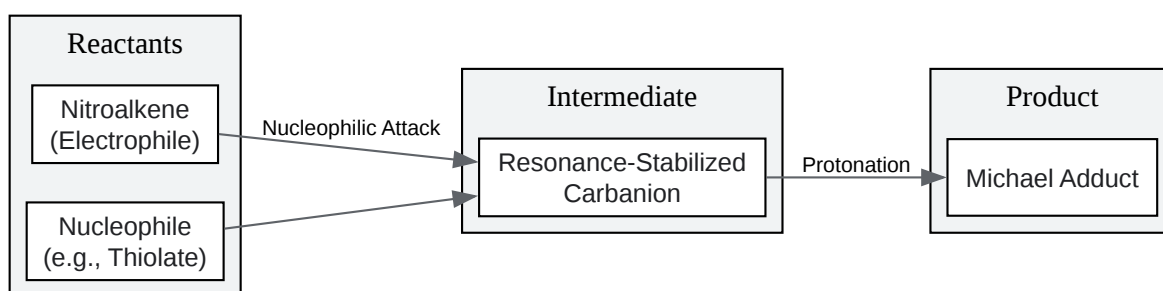 Reactants
Nitroalkene
(Electrophile)
Nucleophile
(e.g., Thiolate)
Nucleophilic Attack
Intermediate
Resonance-Stabilized
Carbanion
Protonation
Product
Michael Adduct